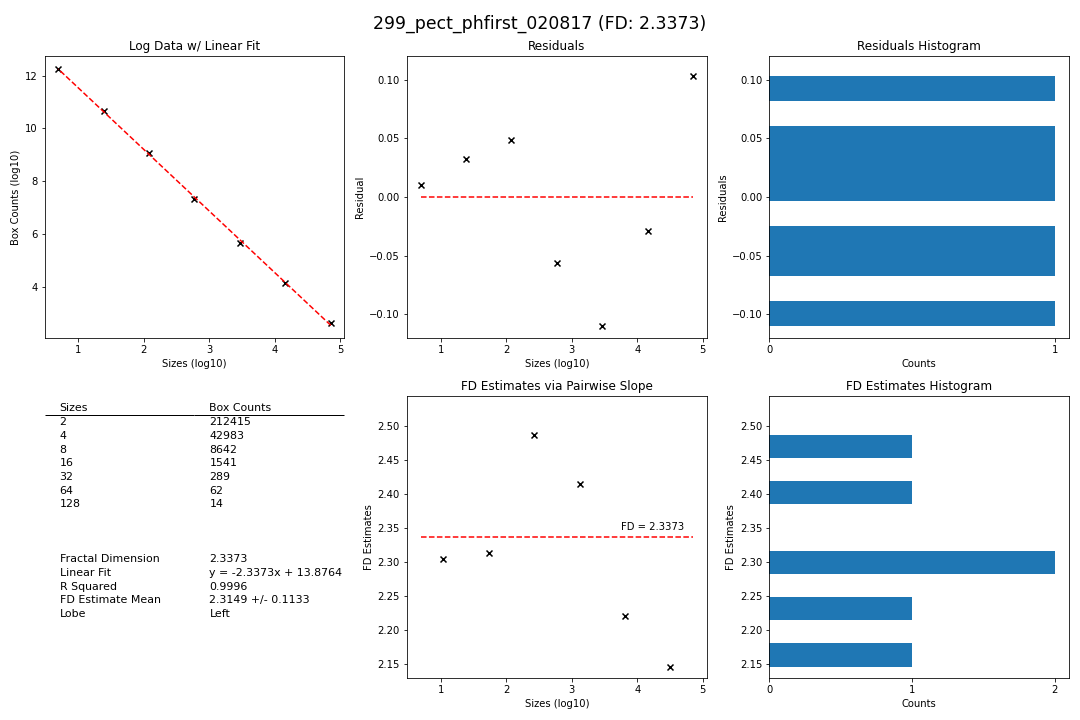 299_pect_phfirst_020817 (FD: 2.3373)
Log Data w/ Linear Fit
Box Counts (log10)
12
10
8
6
4
1 2 3 4 5
Sizes (log10)
Residuals
Residual
0.10
0.05
0.00
−0.05
−0.10
1 2 3 4 5
Sizes (log10)
Residuals Histogram
Residuals
0.10
0.05
0.00
−0.05
−0.10
0 1
Counts
Sizes Box Counts
2 212415
4 42983
8 8642
16 1541
32 289
64 62
128 14
Fractal Dimension 2.3373
Linear Fit y = -2.3373x + 13.8764
R Squared 0.9996
FD Estimate Mean 2.3149 +/- 0.1133
Lobe Left
FD Estimates via Pairwise Slope
FD Estimates
2.50
2.45
2.40
2.35
2.30
2.25
2.20
2.15
FD = 2.3373
1 2 3 4 5
Sizes (log10)
FD Estimates Histogram
FD Estimates
2.50
2.45
2.40
2.35
2.30
2.25
2.20
2.15
0 1 2
Counts